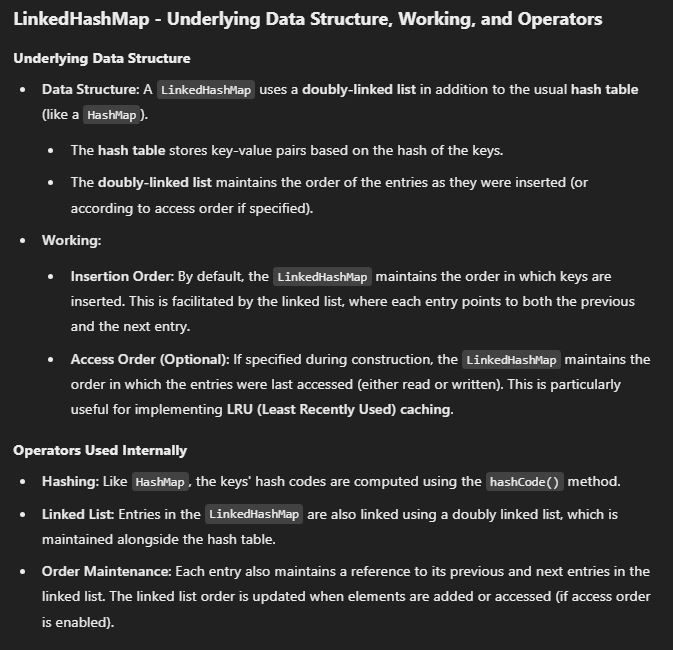 LinkedHashMap - Underlying Data Structure, Working, and Operators
Underlying Data Structure
• Data Structure: A LinkedHashMap uses a doubly-linked list in addition to the usual hash table
(like a HashMap).
• The hash table stores key-value pairs based on the hash of the keys.
• The doubly-linked list maintains the order of the entries as they were inserted (or
according to access order if specified).
• Working:
• Insertion Order: By default, the LinkedHashMap maintains the order in which keys are
inserted. This is facilitated by the linked list, where each entry points to both the previous
and the next entry.
• Access Order (Optional): If specified during construction, the LinkedHashMap maintains the
order in which the entries were last accessed (either read or written). This is particularly
useful for implementing LRU (Least Recently Used) caching.
Operators Used Internally
• Hashing: Like HashMap, the keys' hash codes are computed using the hashCode() method.
• Linked List: Entries in the LinkedHashMap are also linked using a doubly linked list, which is
maintained alongside the hash table.
• Order Maintenance: Each entry also maintains a reference to its previous and next entries in the
linked list. The linked list order is updated when elements are added or accessed (if access order
is enabled).